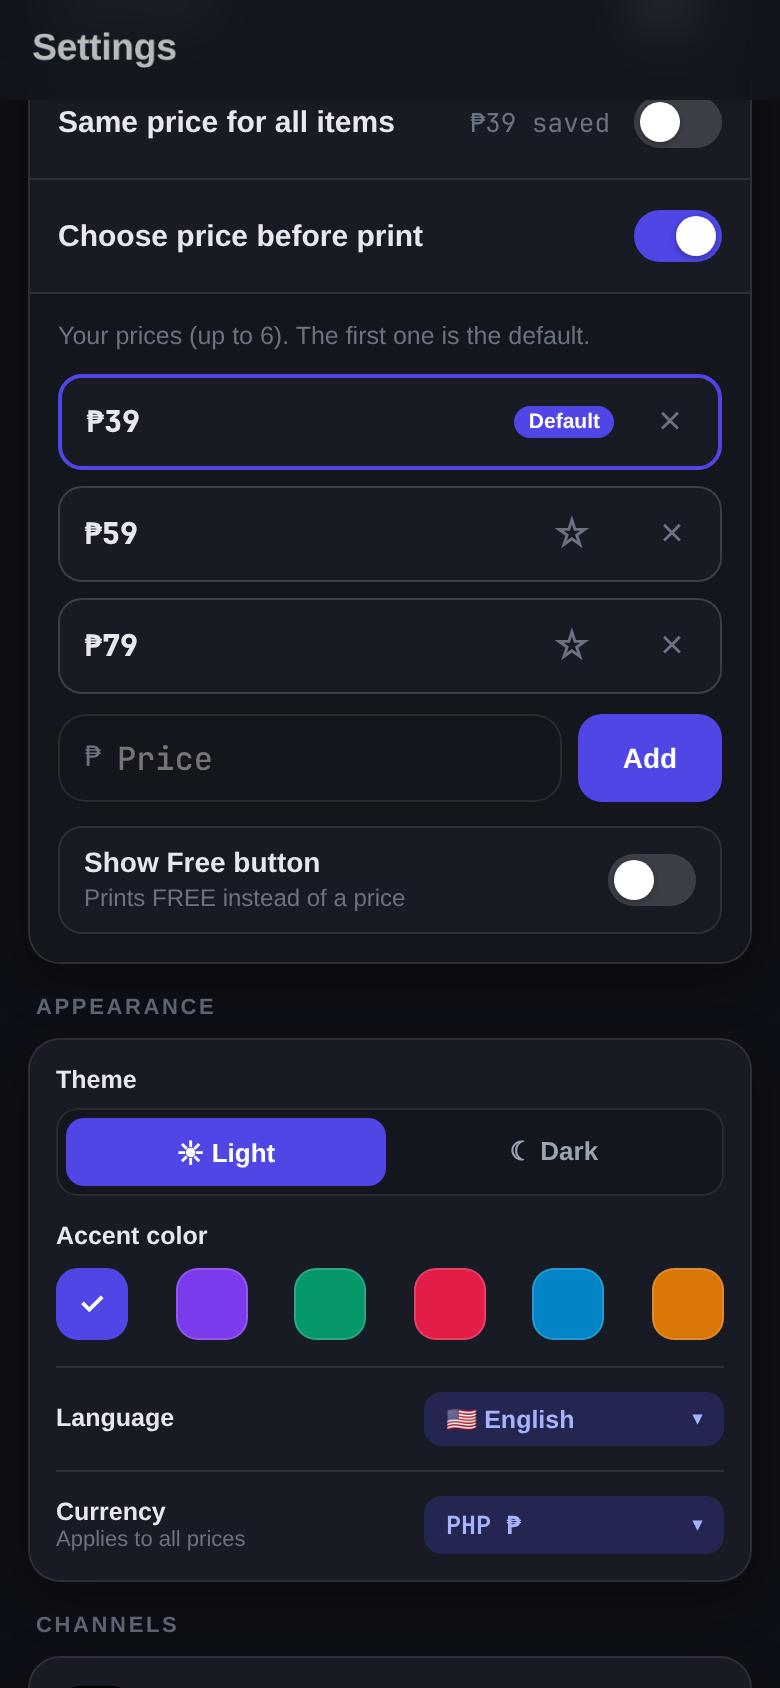 Settings
Same price for all items ₱39 saved
Choose price before print
Your prices (up to 6). The first one is the default.
₱39 Default ✕
₱59 ☆ ✕
₱79 ☆ ✕
₱ Price Add
Show Free button
Prints FREE instead of a price
APPEARANCE
Theme
☀ Light ☾ Dark
Accent color
Language 🇺🇸 English ▼
Currency PHP ₱ ▼
Applies to all prices
CHANNELS